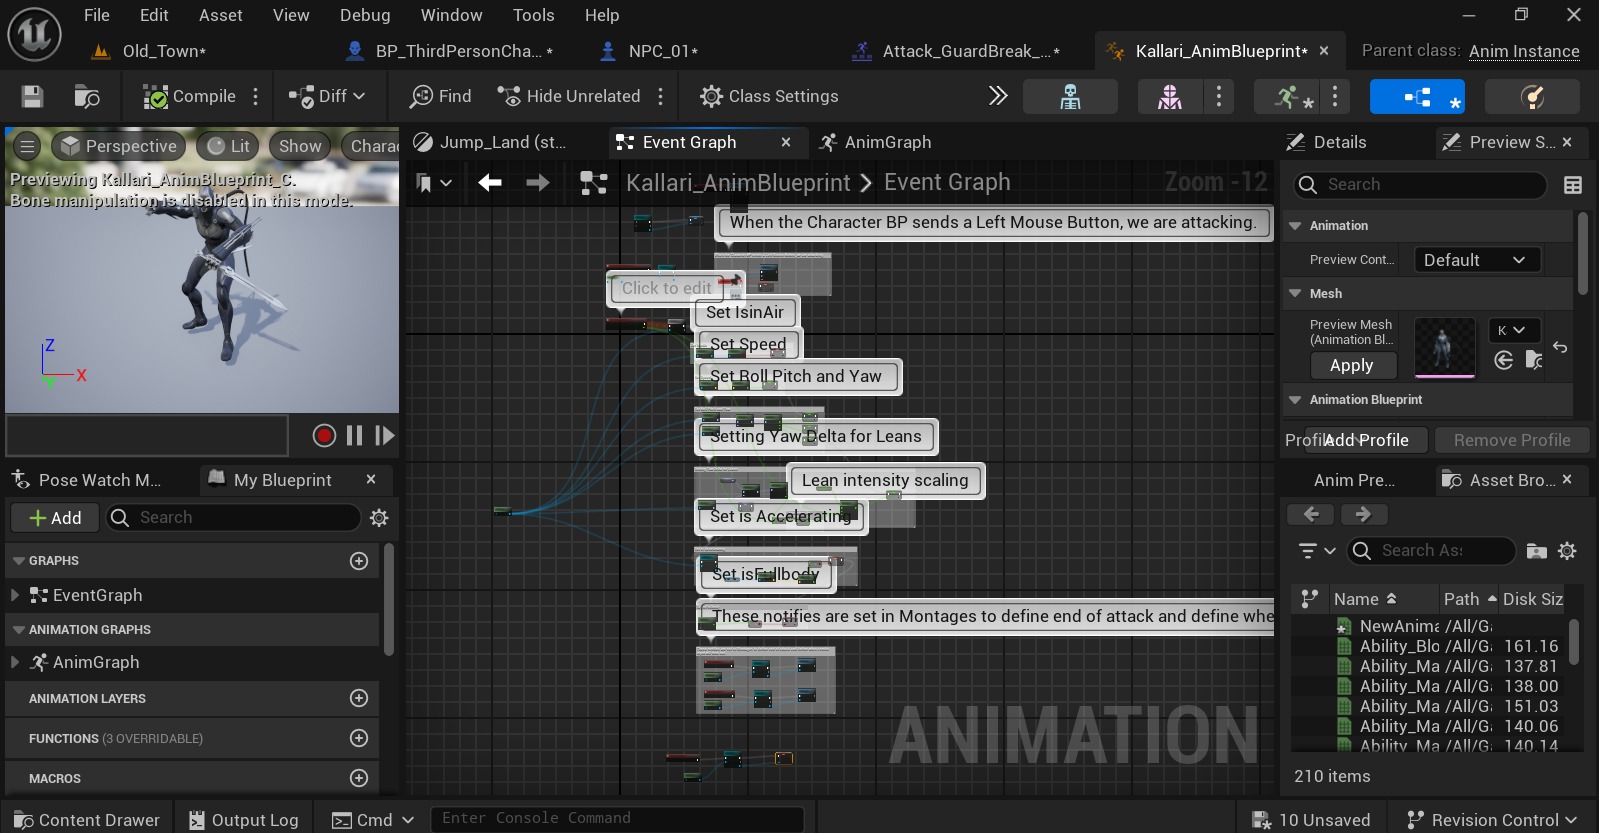 File Edit Asset View Debug Window Tools Help
Old_Town* BP_ThirdPersonCha... * NPC_01* Attack_GuardBreak_...* Kallari_AnimBlueprint* Parent class: Anim Instance
Compile Diff Find Hide Unrelated Class Settings
Perspective Lit Show Charac
Previewing Kallari_AnimBlueprint_C.
Bone manipulation is disabled in this mode.
Z
X
Jump_Land (st... Event Graph AnimGraph
Kallari_AnimBlueprint > Event Graph Zoom -12
When the Character BP sends a Left Mouse Button, we are attacking.
Click to edit
Set IsinAir
Set Speed
Set Roll Pitch and Yaw
Setting Yaw Delta for Leans
Lean intensity scaling
Set is Accelerating
Set isFullbody
These notifies are set in Montages to define end of attack and define whe
ANIMATION
Pose Watch M... My Blueprint
+ Add Search
GRAPHS
EventGraph
ANIMATION GRAPHS
AnimGraph
ANIMATION LAYERS
FUNCTIONS (3 OVERRIDABLE)
MACROS
Details Preview S...
Search
Animation
Preview Cont... Default
Mesh
Preview Mesh
(Animation Bl...
K
Apply
Animation Blueprint
Profil Add Profile Remove Profile
Anim Pre... Asset Bro...
Search Ass
Name Path Disk Siz
NewAnima /All/Ga
Ability_Blo /All/Ga 161.16
Ability_Ma /All/Ga 137.81
Ability_Ma /All/Ga 138.00
Ability_Ma /All/Ga 151.03
Ability_Ma /All/Ga 140.06
Ability_Ma /All/Ga 140.14
210 items
Content Drawer Output Log Cmd Enter Console Command 10 Unsaved Revision Control